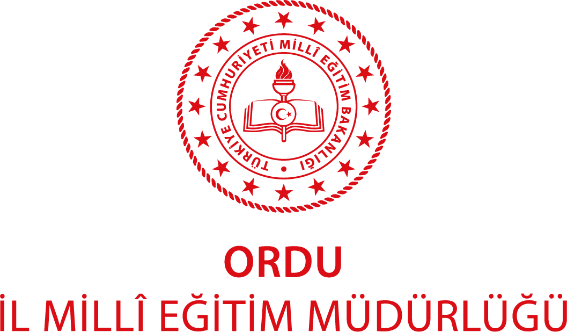 TÜRKİYE CUMHURİYETİ MİLLÎ EĞİTİM BAKANLIĞI
ORDU
İL MİLLÎ EĞİTİM MÜDÜRLÜĞÜ